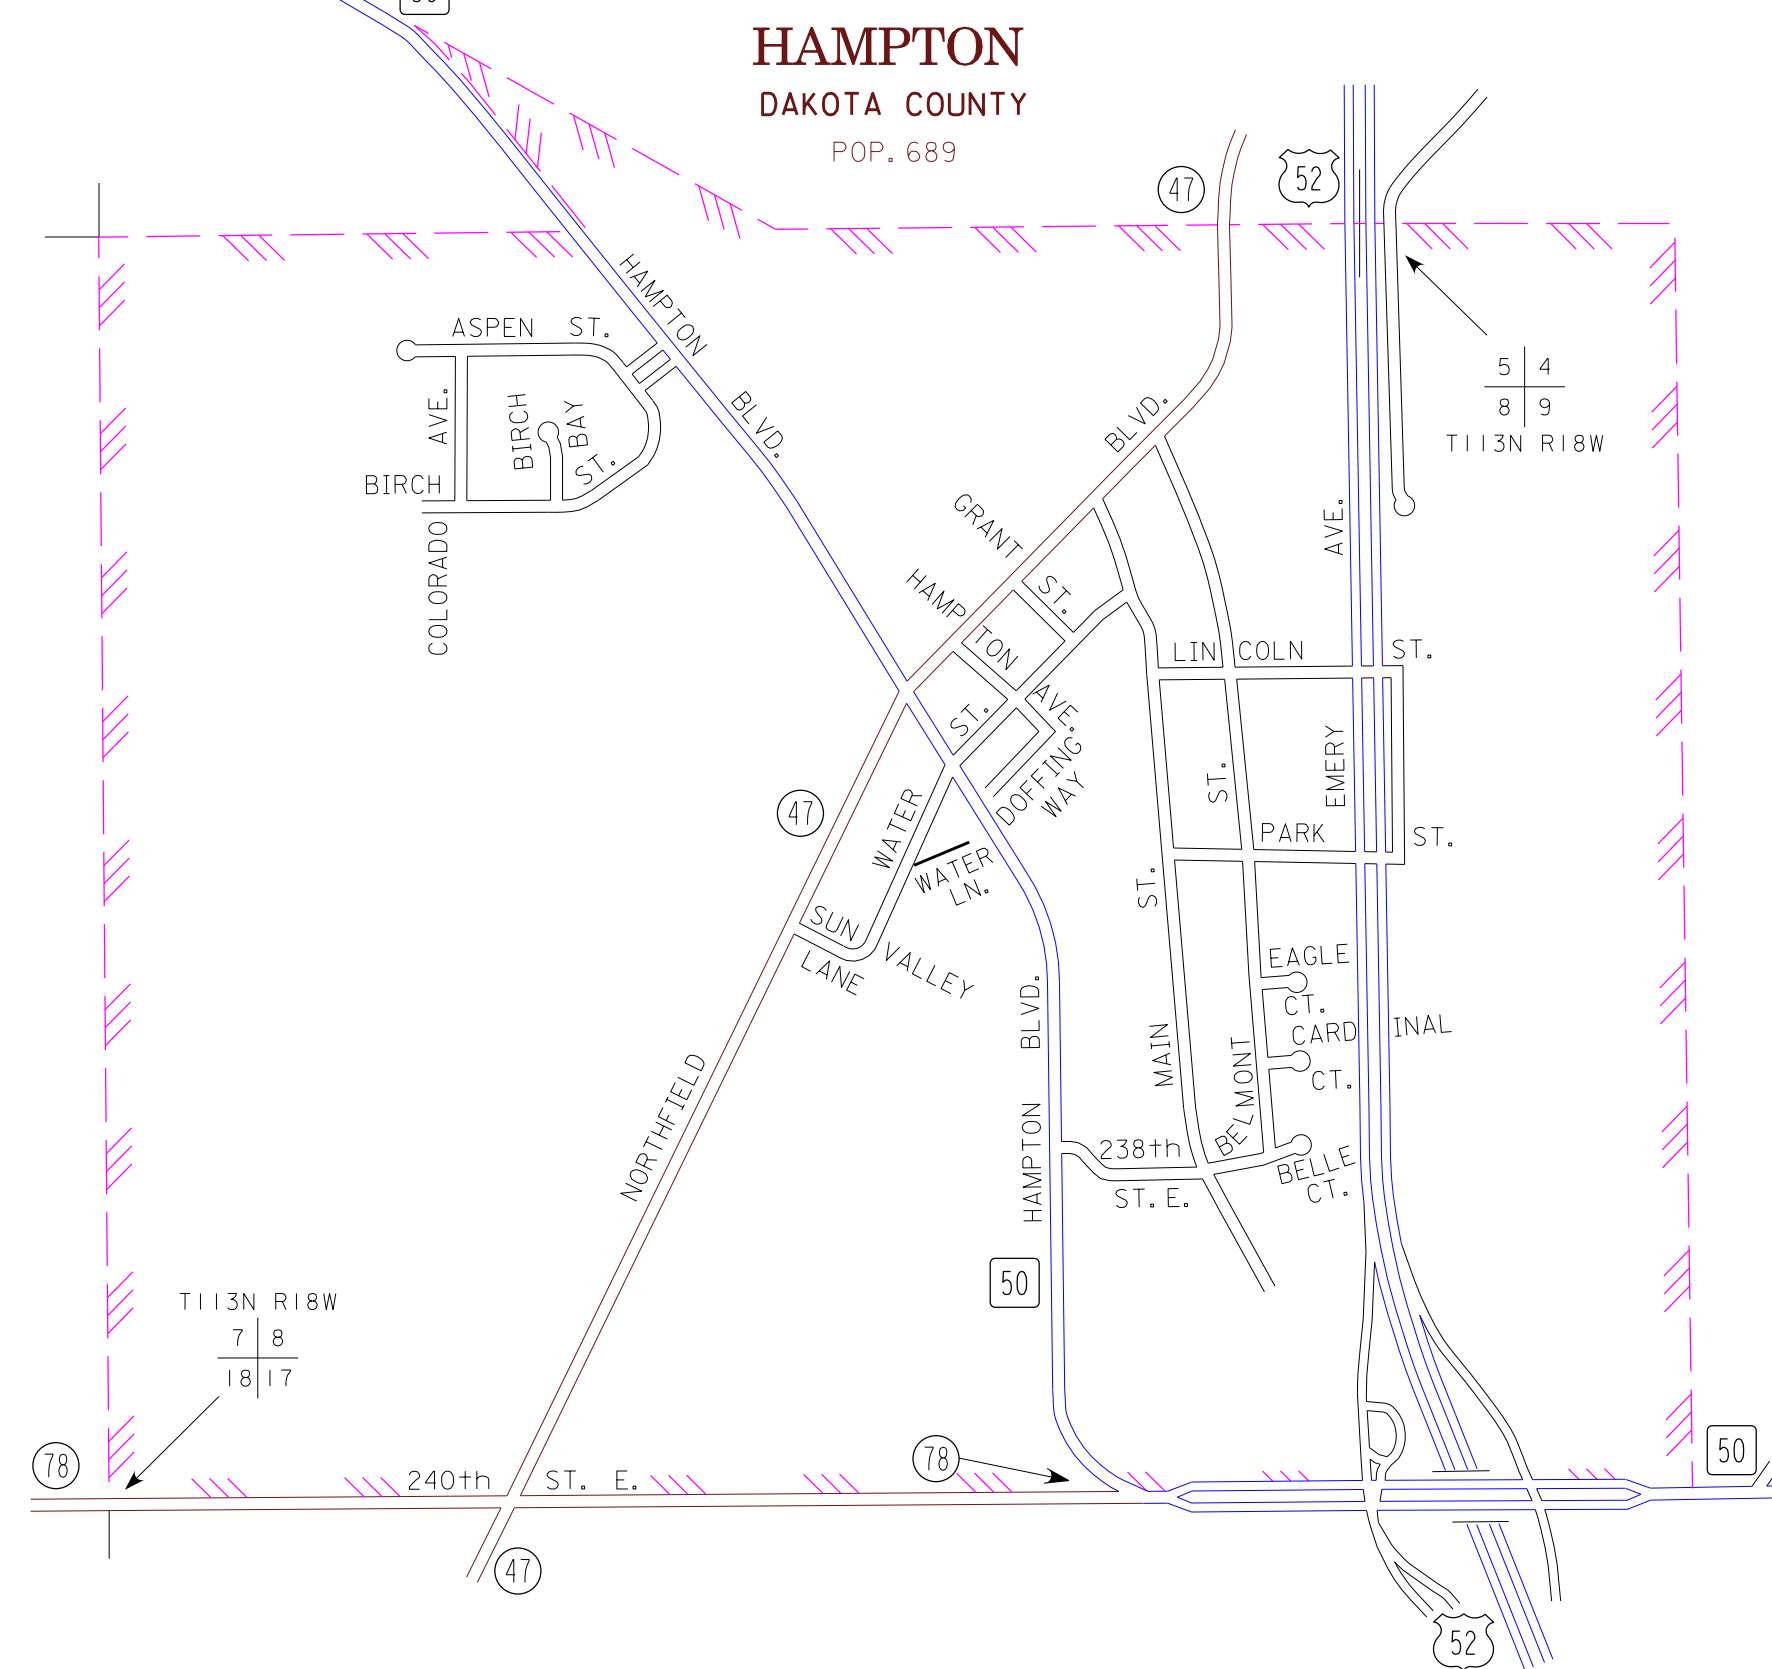 50
HAMPTON
DAKOTA COUNTY
POP. 689
47
52
HAMPTON
BLVD.
ASPEN ST.
AVE.
COLORADO
BIRCH
BAY
BIRCH
ST.
BLVD.
5 4
8 9
T113N R18W
AVE.
EMERY
GRANT
ST.
HAMP TON
AVE.
LIN COLN ST.
ST.
WATER
DOFFING
WAY
47
ST.
PARK ST.
WATER
LN.
ST.
MAIN
SUN VALLEY
LANE
EAGLE
CT.
CARD INAL
CT.
BLVD.
HAMPTON
BELMONT
NORTHFIELD
238th
ST. E.
BELLE
CT.
50
T113N R18W
7 8
18 17
78
240th ST. E.
78
50
47
52